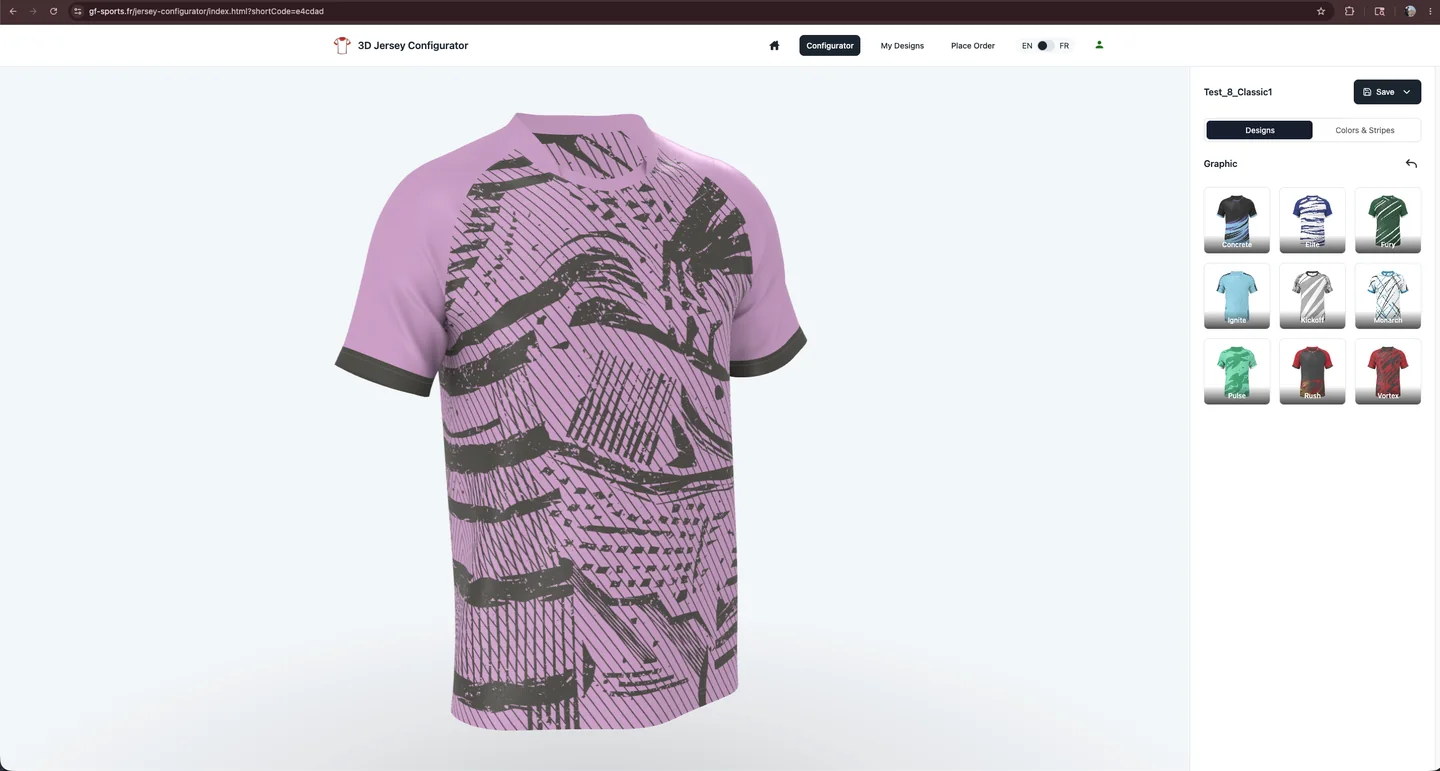 gf-sports.fr/jersey-configurator/index.html?shortCode=e4cdad
3D Jersey Configurator
Configurator
My Designs
Place Order
EN
FR
Test_8_Classic1
Save
Designs
Colors & Stripes
Graphic
Concrete
Elite
Fury
Ignite
Kickoff
Monarch
Pulse
Rush
Vortex